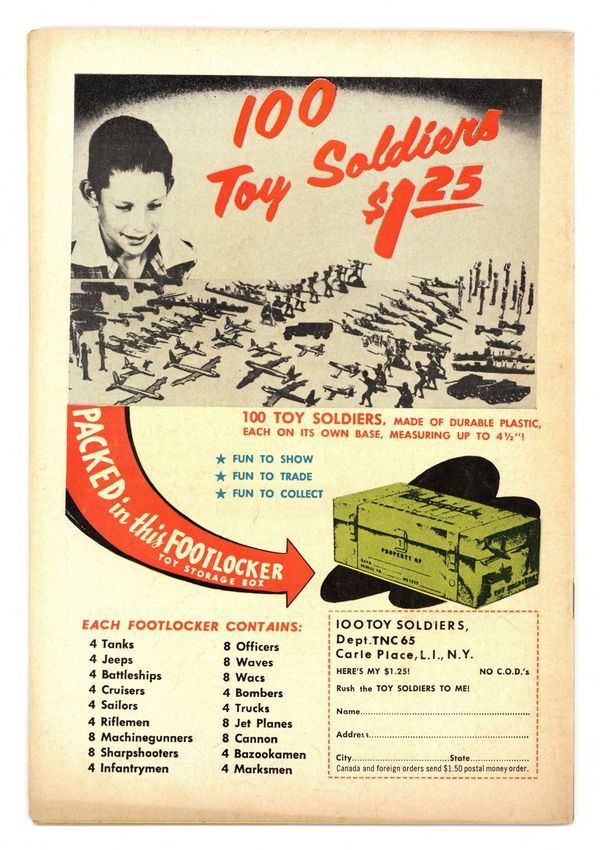 100
Toy Soldiers
$1.25
100 TOY SOLDIERS, MADE OF DURABLE PLASTIC,
EACH ON ITS OWN BASE, MEASURING UP TO 4½"!
★ FUN TO SHOW
★ FUN TO TRADE
★ FUN TO COLLECT
PACKED in this FOOTLOCKER
TOY STORAGE BOX
PROPERTY OF
EACH FOOTLOCKER CONTAINS:
4 Tanks
4 Jeeps
4 Battleships
4 Cruisers
4 Sailors
4 Riflemen
8 Machinegunners
8 Sharpshooters
4 Infantrymen
8 Officers
8 Waves
8 Wacs
4 Bombers
4 Trucks
8 Jet Planes
8 Cannon
4 Bazookamen
4 Marksmen
100 TOY SOLDIERS,
Dept. TNC 65
Carle Place, L.I., N.Y.
HERE'S MY $1.25! NO C.O.D.'s
Rush the TOY SOLDIERS TO ME!
Name
Address
City State
Canada and foreign orders send $1.50 postal money order.